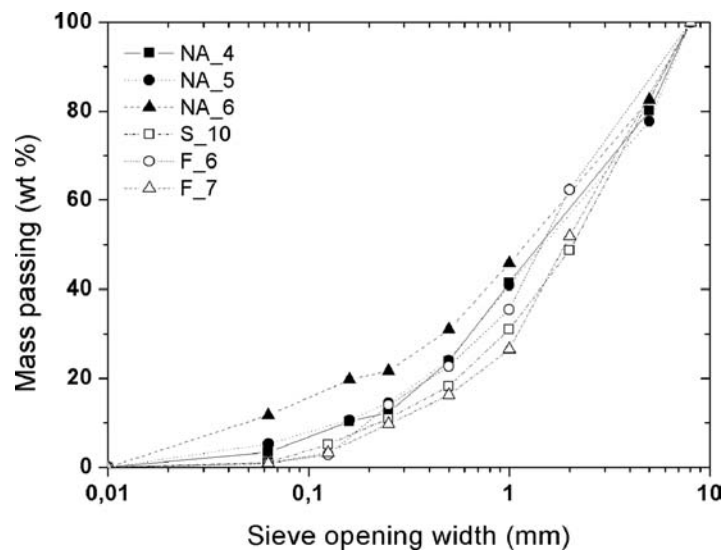 100
80
60
40
20
0
Mass passing (wt %)
NA_4
NA_5
NA_6
S_10
F_6
F_7
0,01
0,1
1
10
Sieve opening width (mm)